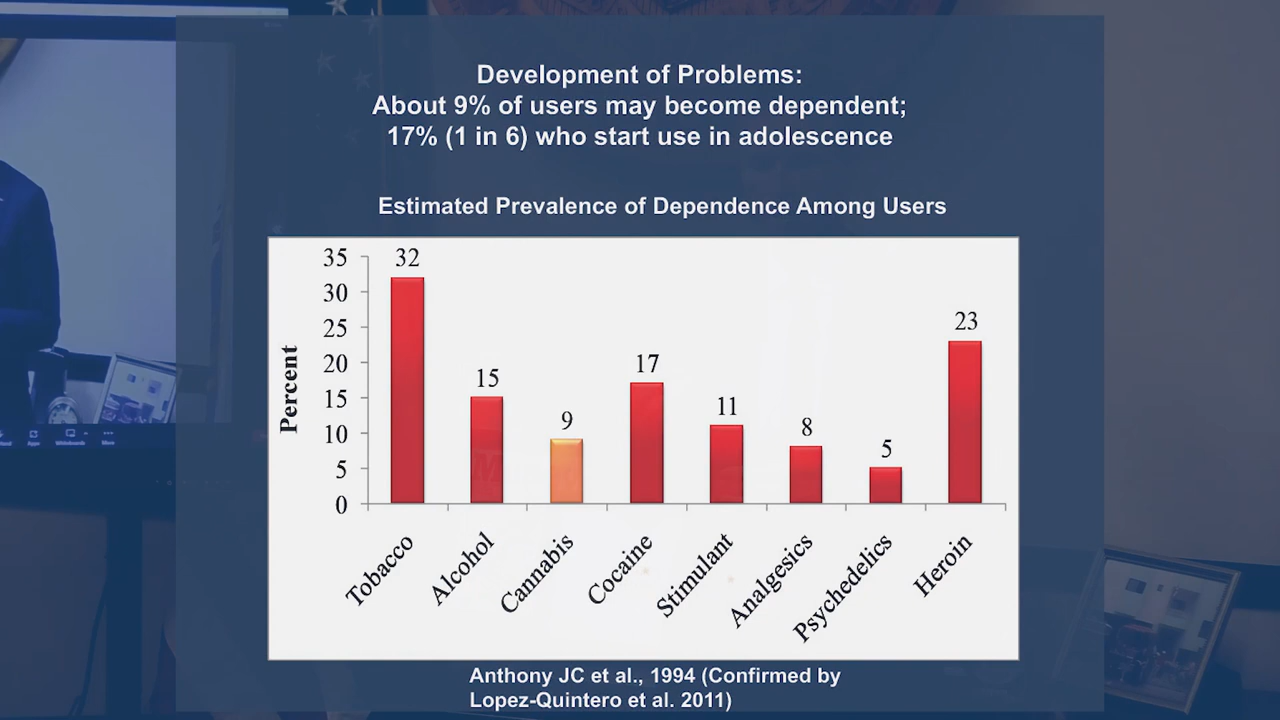 Development of Problems:
About 9% of users may become dependent;
17% (1 in 6) who start use in adolescence
Estimated Prevalence of Dependence Among Users
Percent
35
30
25
20
15
10
5
0
32
15
9
17
11
8
5
23
Tobacco
Alcohol
Cannabis
Cocaine
Stimulant
Analgesics
Psychedelics
Heroin
Anthony JC et al., 1994 (Confirmed by
Lopez-Quintero et al. 2011)
Apps
Whiteboards
More